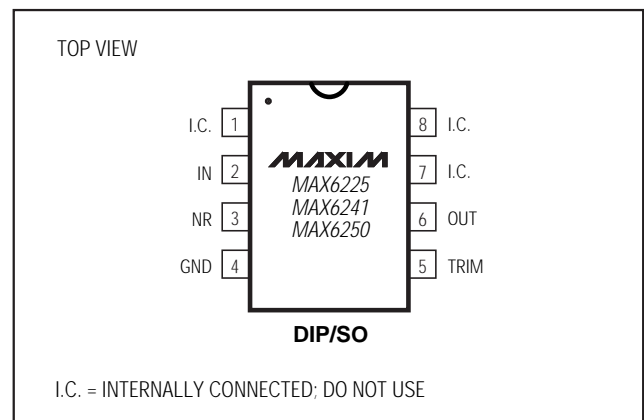 TOP VIEW
I.C. 1 8 I.C.
IN 2 MAXIM 7 I.C.
MAX6225
MAX6241
NR 3 MAX6250 6 OUT
GND 4 5 TRIM
DIP/SO
I.C. = INTERNALLY CONNECTED; DO NOT USE